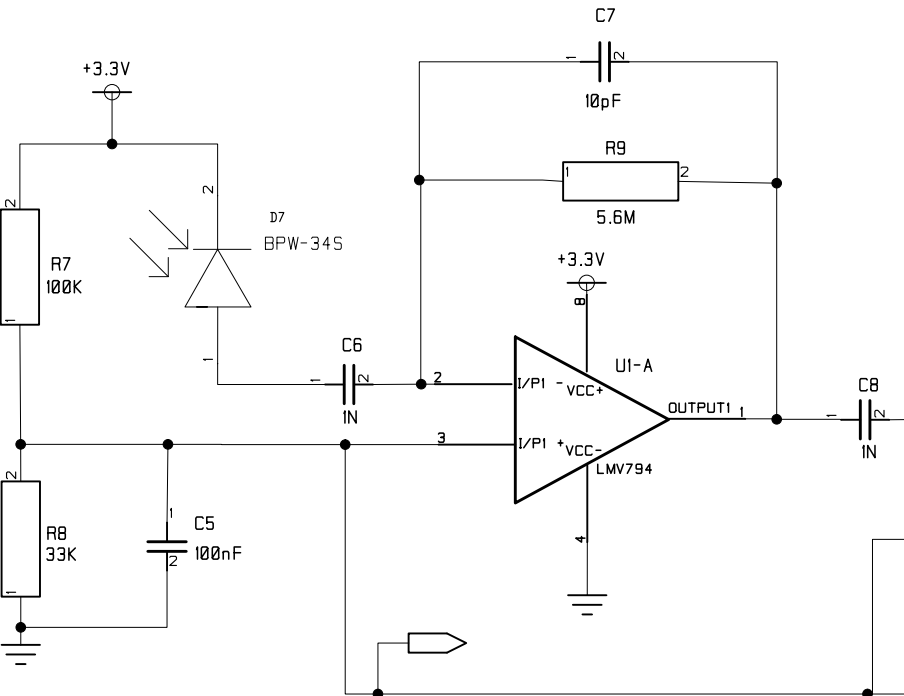 C7
1 2
10pF
+3.3V
R9
1 2
5.6M
2
R7
100K
1
2
D7
BPW-34S
1
+3.3V
8
C6
1 2
1N
U1-A
2 I/P1 - VCC+
OUTPUT1 1
3 I/P1 + VCC-
LMV794
4
C8
1 2
1N
2
R8
33K
1
1
C5
100nF
2